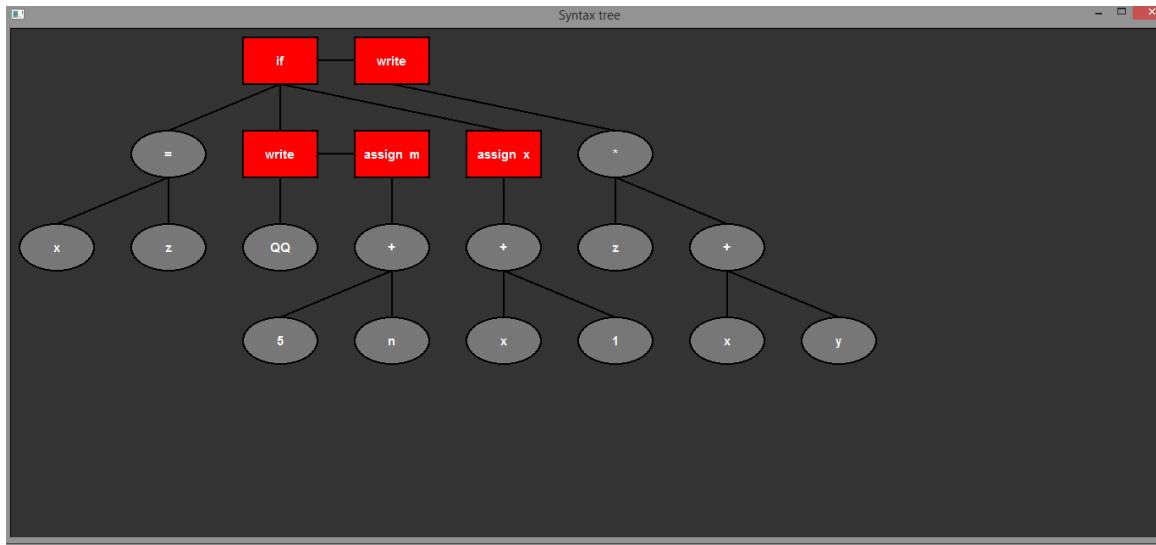 Syntax tree
if write
= write assign m assign x *
x z QQ + + z +
5 n x 1 x y